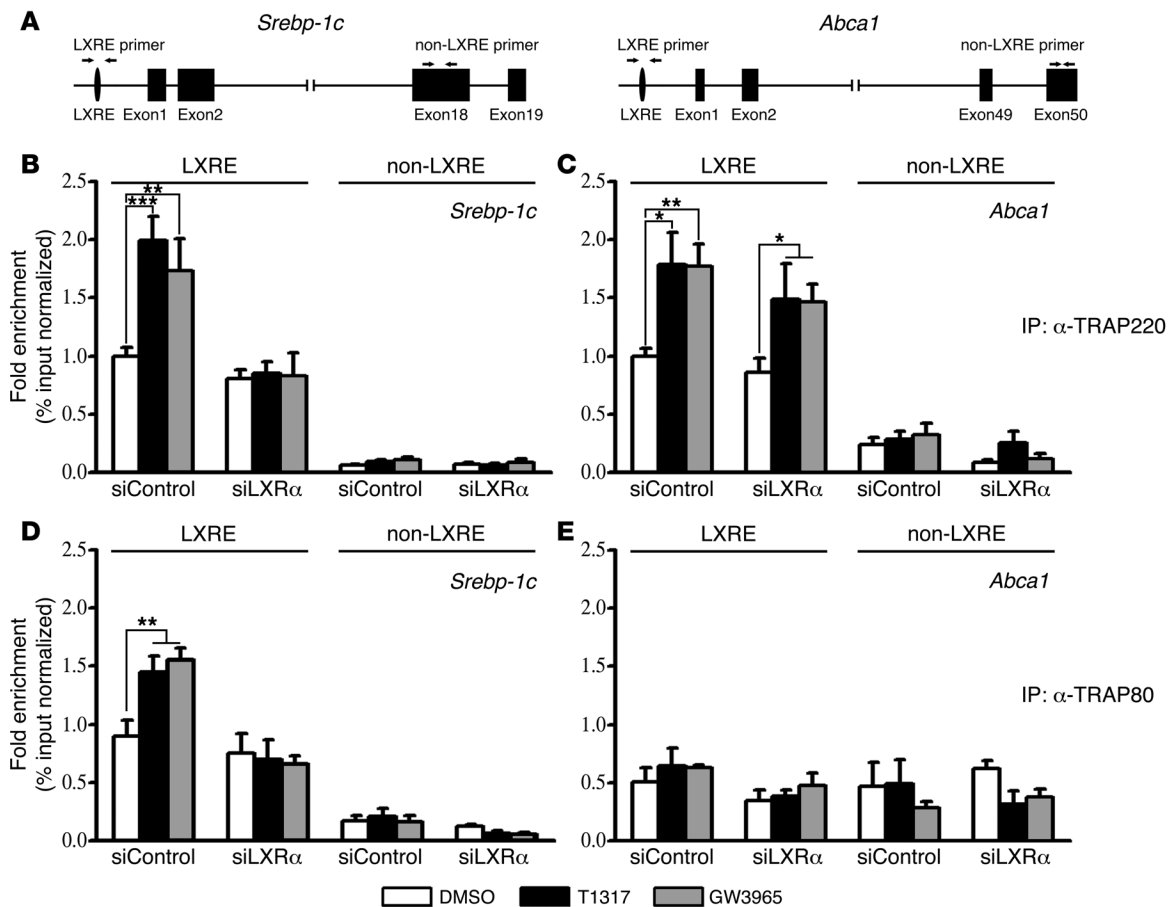 A
Srebp-1c
Abca1
LXRE primer
non-LXRE primer
LXRE primer
non-LXRE primer
LXRE Exon1 Exon2 Exon18 Exon19
LXRE Exon1 Exon2 Exon49 Exon50
B
LXRE
non-LXRE
Srebp-1c
Fold enrichment
(% input normalized)
2.5
2.0
1.5
1.0
0.5
0.0
***
**
siControl siLXRα siControl siLXRα
C
LXRE
non-LXRE
Abca1
2.5
2.0
1.5
1.0
0.5
0.0
*
**
*
siControl siLXRα siControl siLXRα
IP: α-TRAP220
D
LXRE
non-LXRE
Srebp-1c
Fold enrichment
(% input normalized)
2.5
2.0
1.5
1.0
0.5
0.0
**
siControl siLXRα siControl siLXRα
E
LXRE
non-LXRE
Abca1
2.5
2.0
1.5
1.0
0.5
0.0
siControl siLXRα siControl siLXRα
IP: α-TRAP80
DMSO T1317 GW3965